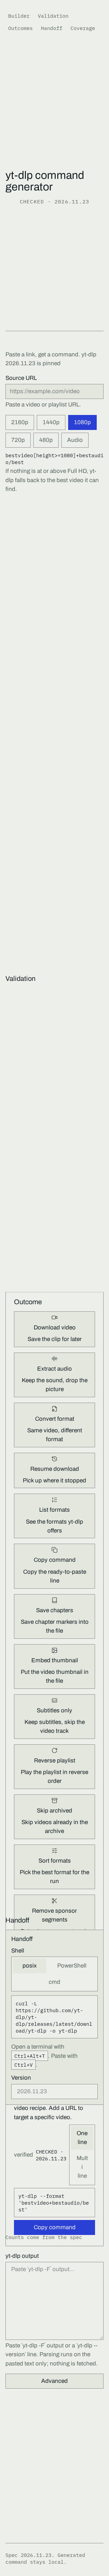 Builder Validation
Outcomes Handoff Coverage
yt-dlp command
generator
CHECKED · 2026.11.23
Paste a link, get a command. yt-dlp
2026.11.23 is pinned
Source URL
https://example.com/video
Paste a video or playlist URL.
2160p 1440p 1080p
720p 480p Audio
bestvideo[height>=1080]+bestaudi
o/best
If nothing is at or above Full HD, yt-
dlp falls back to the best video it can
find.
Validation
Outcome
Download video
Save the clip for later
Extract audio
Keep the sound, drop the
picture
Convert format
Same video, different
format
Resume download
Pick up where it stopped
List formats
See the formats yt-dlp
offers
Copy command
Copy the ready-to-paste
line
Save chapters
Save chapter markers into
the file
Embed thumbnail
Put the video thumbnail in
the file
Subtitles only
Keep subtitles, skip the
video track
Reverse playlist
Play the playlist in reverse
order
Skip archived
Skip videos already in the
archive
Sort formats
Pick the best format for the
run
Remove sponsor
segments
Handoff
Handoff
Shell
posix PowerShell
cmd
curl -L
https://github.com/yt-
dlp/yt-
dlp/releases/latest/downl
oad/yt-dlp -o yt-dlp
Open a terminal with
Ctrl+Alt+T. Paste with
Ctrl+V
Version
2026.11.23
video recipe. Add a URL to
target a specific video.
verified CHECKED · 2026.11.23
One line
Multi line
yt-dlp --format
'bestvideo+bestaudio/be
st'
Copy command
Counts come from the spec
yt-dlp output
Paste `yt-dlp -F` output…
Paste `yt-dlp -F` output or a `yt-dlp --
version` line. Parsing runs on the
pasted text only; nothing is fetched.
Advanced
Spec 2026.11.23. Generated
command stays local.